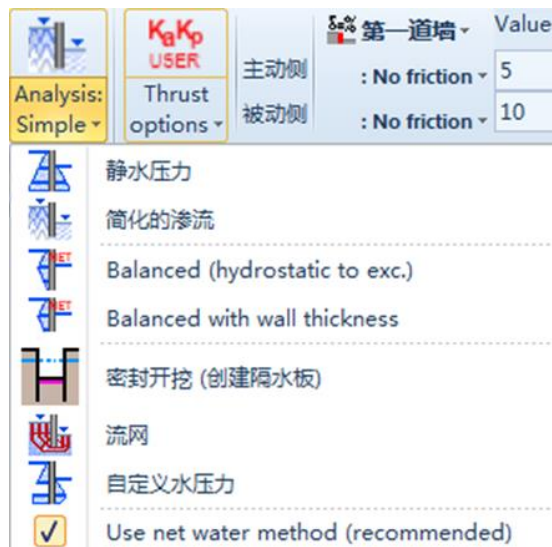 KaKp
USER
Analysis:
Simple
Thrust
options
主动侧
被动侧
δ=% 第一道墙
: No friction
: No friction
Value
5
10
静水压力
简化的渗流
NET
Balanced (hydrostatic to exc.)
NET
Balanced with wall thickness
密封开挖 (创建隔水板)
流网
自定义水压力
Use net water method (recommended)